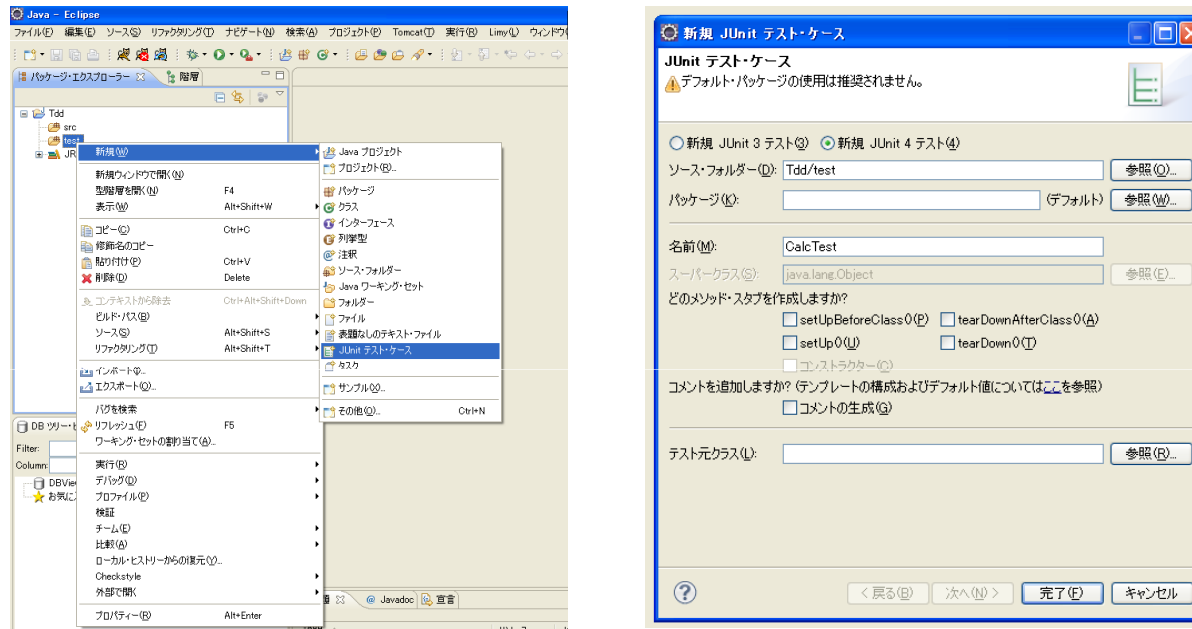 Java - Eclipse
ファイル(F) 編集(E) ソース(S) リファクタリング(T) ナビゲート(N) 検索(A) プロジェクト(P) Tomcat(T) 実行(R) Limy(L) ウィンドウ(
パッケージ・エクスプローラー 階層
Tdd
src
test
JR
新規(W)
新規ウィンドウで開く(N)
型階層を開く(N) F4
表示(W) Alt+Shift+W
コピー(C) Ctrl+C
修飾名のコピー
貼り付け(P) Ctrl+V
削除(D) Delete
コンテキストから除去 Ctrl+Alt+Shift+Down
ビルド・パス(B)
ソース(S) Alt+Shift+S
リファクタリング(T) Alt+Shift+T
インポート(I)...
エクスポート(O)...
バグを検索
リフレッシュ(F) F5
ワーキング・セットの割り当て(A)...
実行(R)
デバッグ(D)
プロファイル(P)
検証
チーム(E)
比較(A)
ローカル・ヒストリーからの復元(Y)...
Checkstyle
外部で開く
プロパティー(R) Alt+Enter
Java プロジェクト
プロジェクト(R)...
パッケージ
クラス
インターフェース
列挙型
注釈
ソース・フォルダー
Java ワーキング・セット
フォルダー
ファイル
表題なしのテキスト・ファイル
JUnit テスト・ケース
タスク
サンプル(X)...
その他(O)... Ctrl+N
DB ツリー・ビ
Filter:
Column:
DBVie
お気に
題 @ Javadoc 宣言
新規 JUnit テスト・ケース
JUnit テスト・ケース
デフォルト・パッケージの使用は推奨されません。
新規 JUnit 3 テスト(3) 新規 JUnit 4 テスト(4)
ソース・フォルダー(D): Tdd/test 参照(O)...
パッケージ(K): (デフォルト) 参照(W)...
名前(M): CalcTest
スーパークラス(S): java.lang.Object 参照(E)...
どのメソッド・スタブを作成しますか?
setUpBeforeClass()(P) tearDownAfterClass()(A)
setUp()(U) tearDown()(T)
コンストラクター(C)
コメントを追加しますか? (テンプレートの構成およびデフォルト値についてはここを参照)
コメントの生成(G)
テスト元クラス(L): 参照(R)...
? < 戻る(B) 次へ(N) > 完了(F) キャンセル